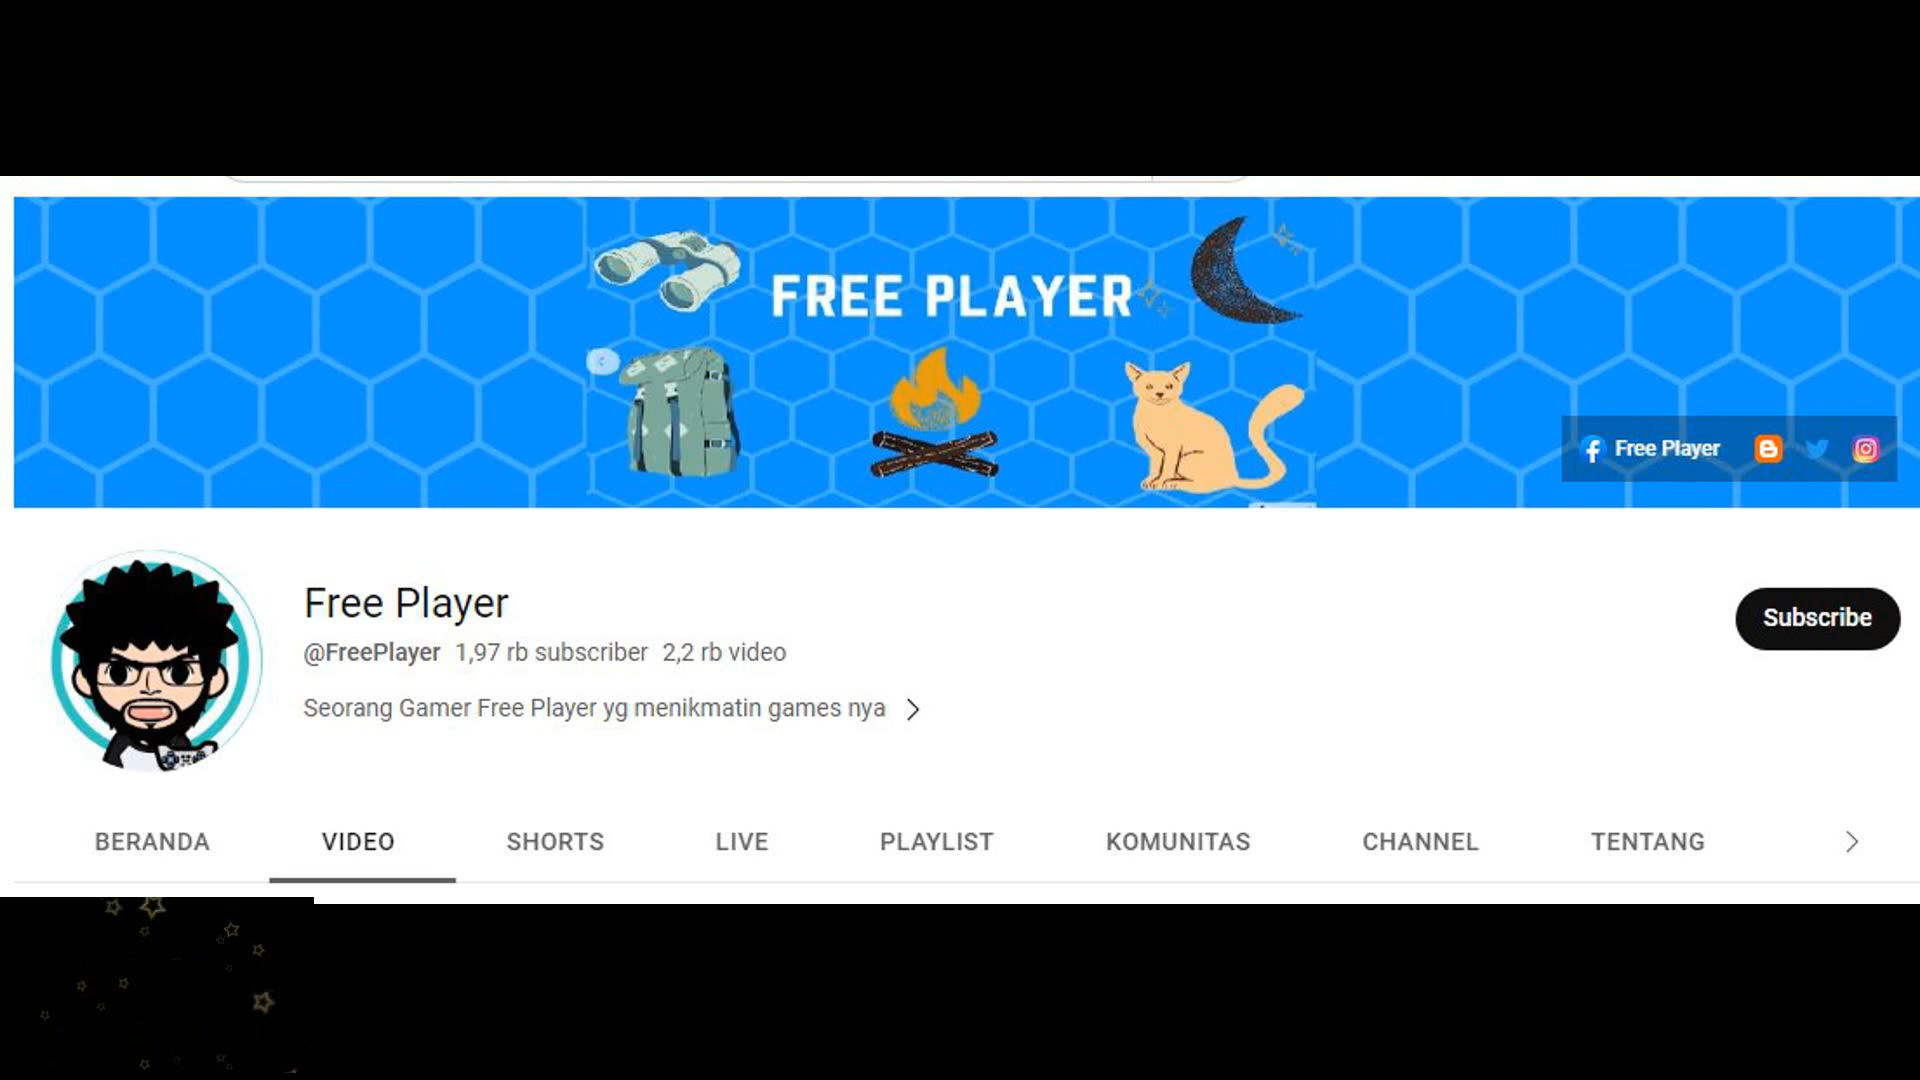 FREE PLAYER
Free Player
Free Player
@FreePlayer 1,97 rb subscriber 2,2 rb video
Subscribe
Seorang Gamer Free Player yg menikmatin games nya
BERANDA VIDEO SHORTS LIVE PLAYLIST KOMUNITAS CHANNEL TENTANG